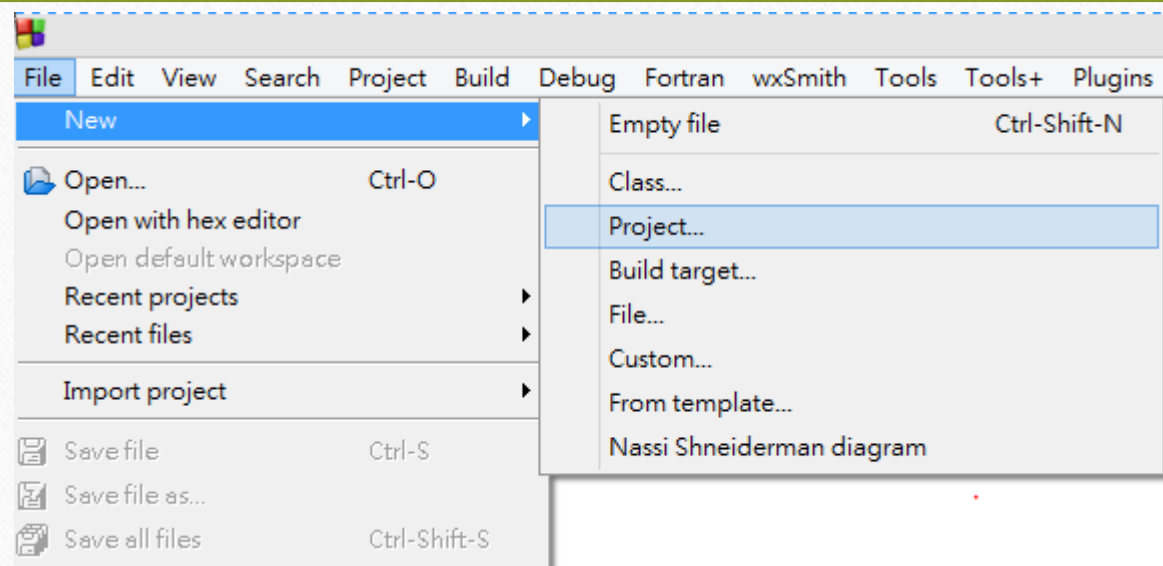 File Edit View Search Project Build Debug Fortran wxSmith Tools Tools+ Plugins
New
Open... Ctrl-O
Open with hex editor
Open default workspace
Recent projects
Recent files
Import project
Save file Ctrl-S
Save file as...
Save all files Ctrl-Shift-S
Empty file Ctrl-Shift-N
Class...
Project...
Build target...
File...
Custom...
From template...
Nassi Shneiderman diagram